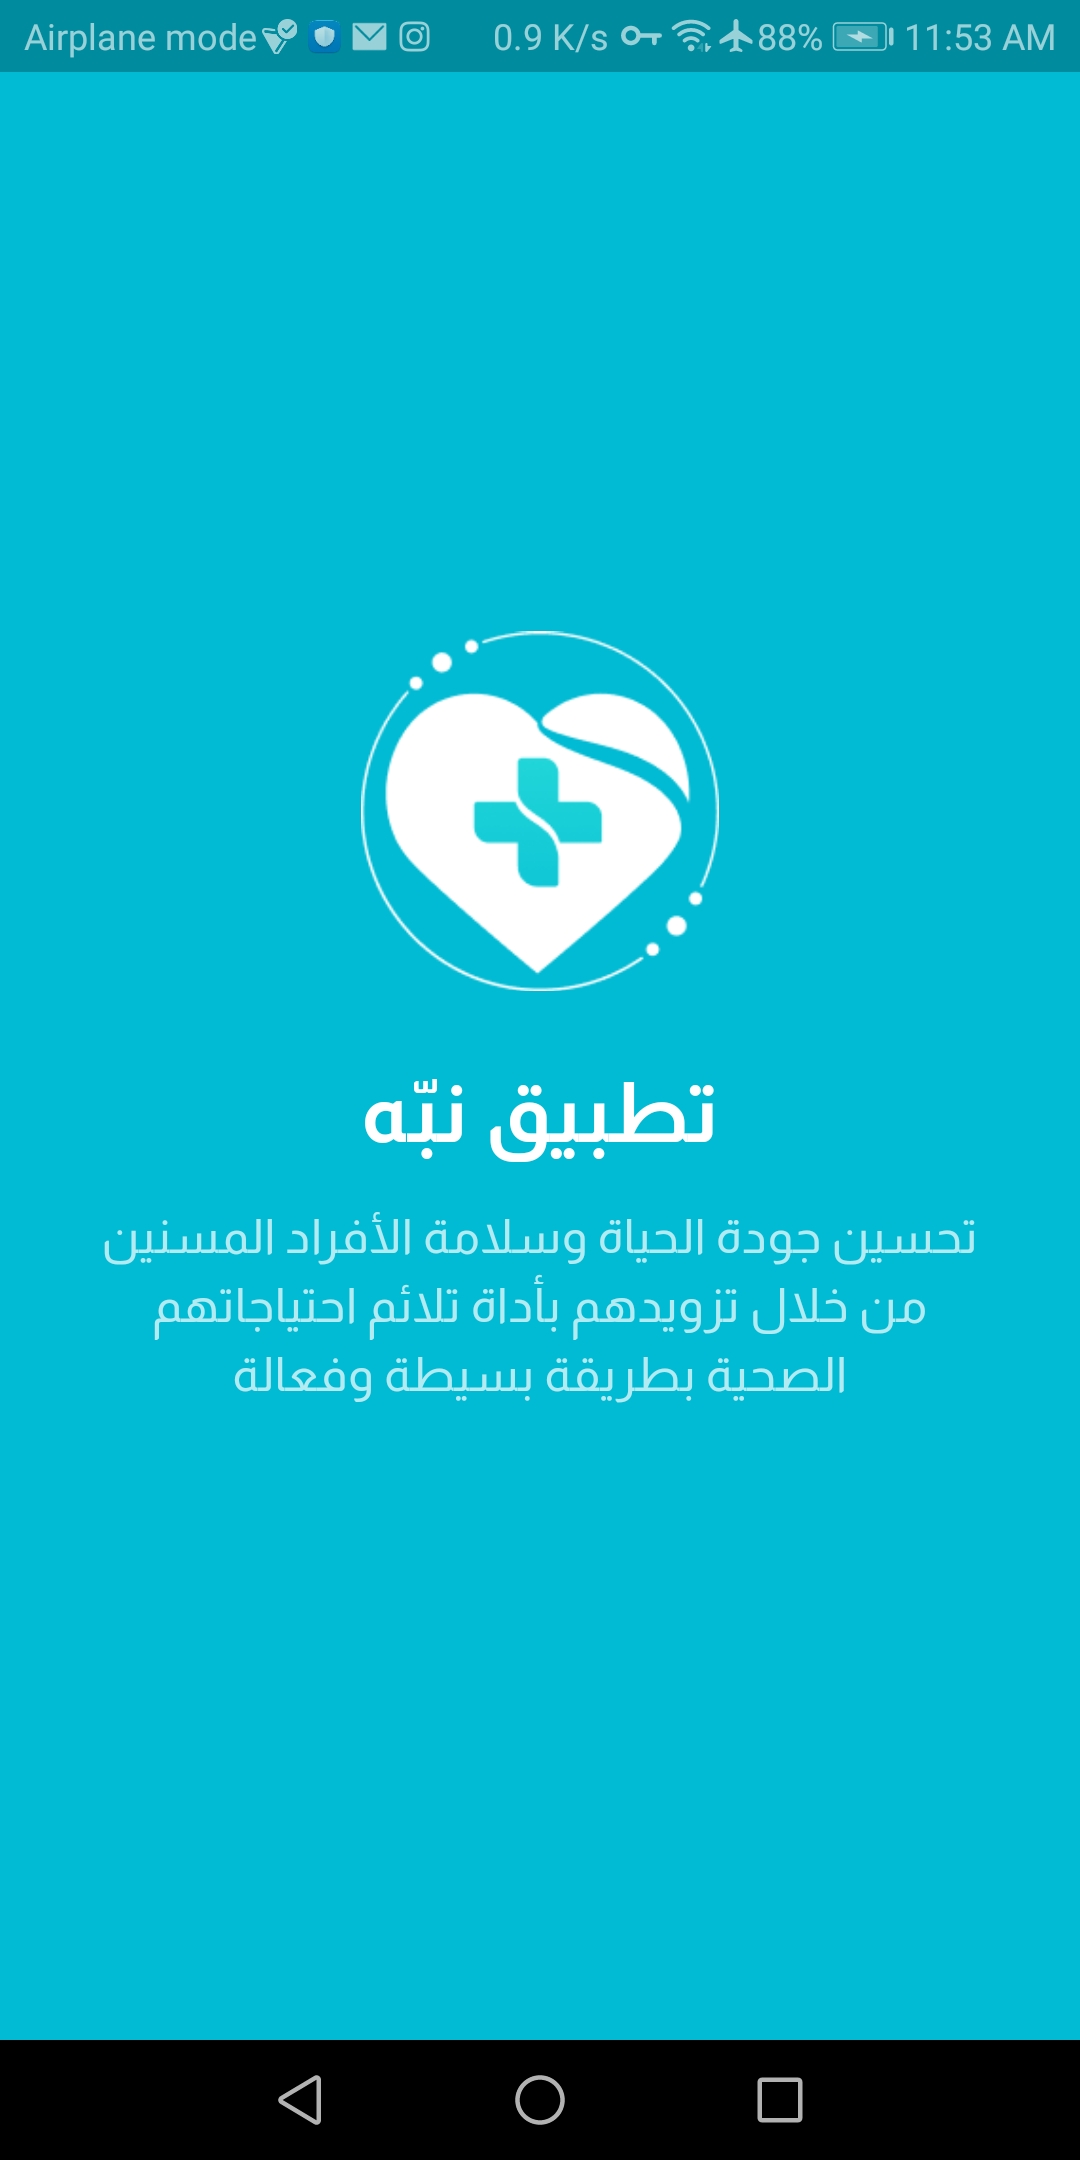 Airplane mode 0.9 K/s 88% 11:53 AM
تطبيق نبّه
تحسين جودة الحياة وسلامة الأفراد المسنين
من خلال تزويدهم بأداة تلائم احتياجاتهم
الصحية بطريقة بسيطة وفعالة